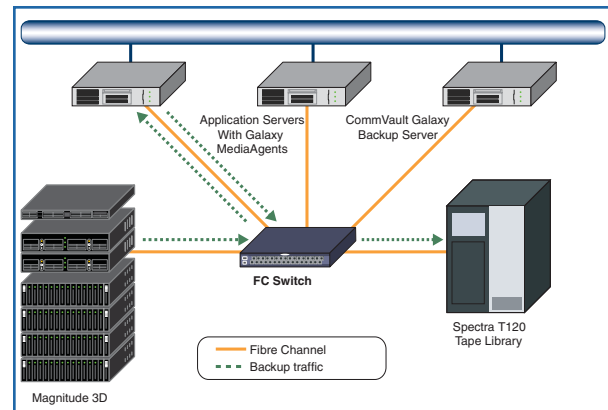 Application Servers
With Galaxy
MediaAgents
CommVault Galaxy
Backup Server
FC Switch
Spectra T120
Tape Library
Fibre Channel
Backup traffic
Magnitude 3D